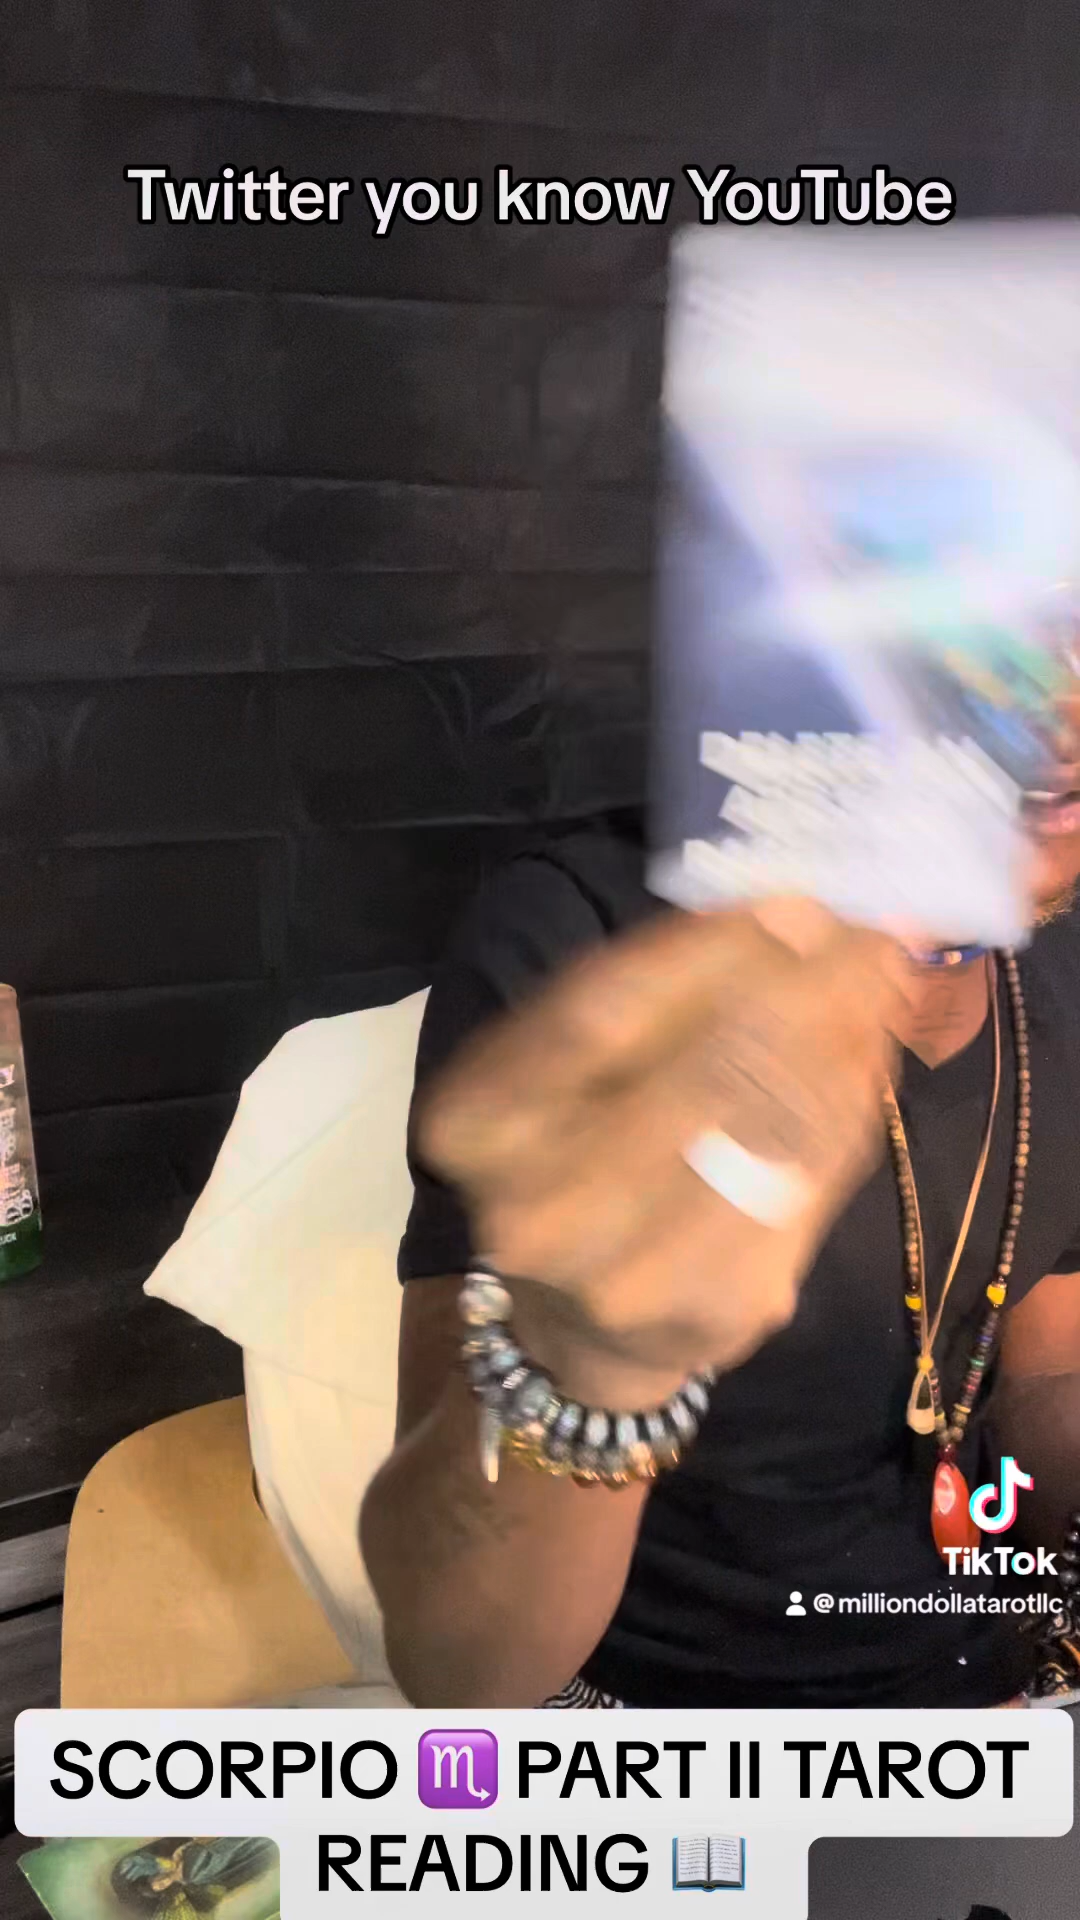 Twitter you know YouTube
TikTok
@milliondollatarotllc
SCORPIO ♏ PART II TAROT
READING 📖